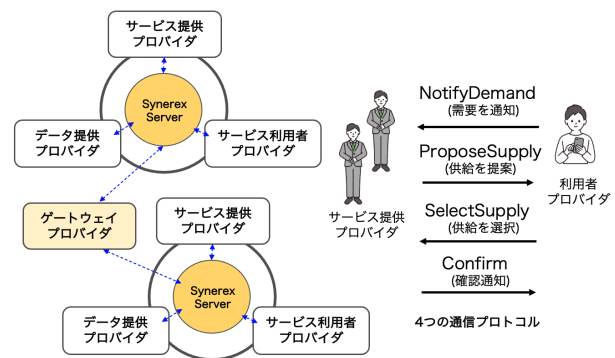 サービス提供
プロバイダ
Synerex
Server
データ提供
プロバイダ
サービス利用者
プロバイダ
ゲートウェイ
プロバイダ
サービス提供
プロバイダ
Synerex
Server
データ提供
プロバイダ
サービス利用者
プロバイダ
サービス提供
プロバイダ
NotifyDemand
(需要を通知)
ProposeSupply
(供給を提案)
SelectSupply
(供給を選択)
Confirm
(確認通知)
利用者
プロバイダ
4つの通信プロトコル